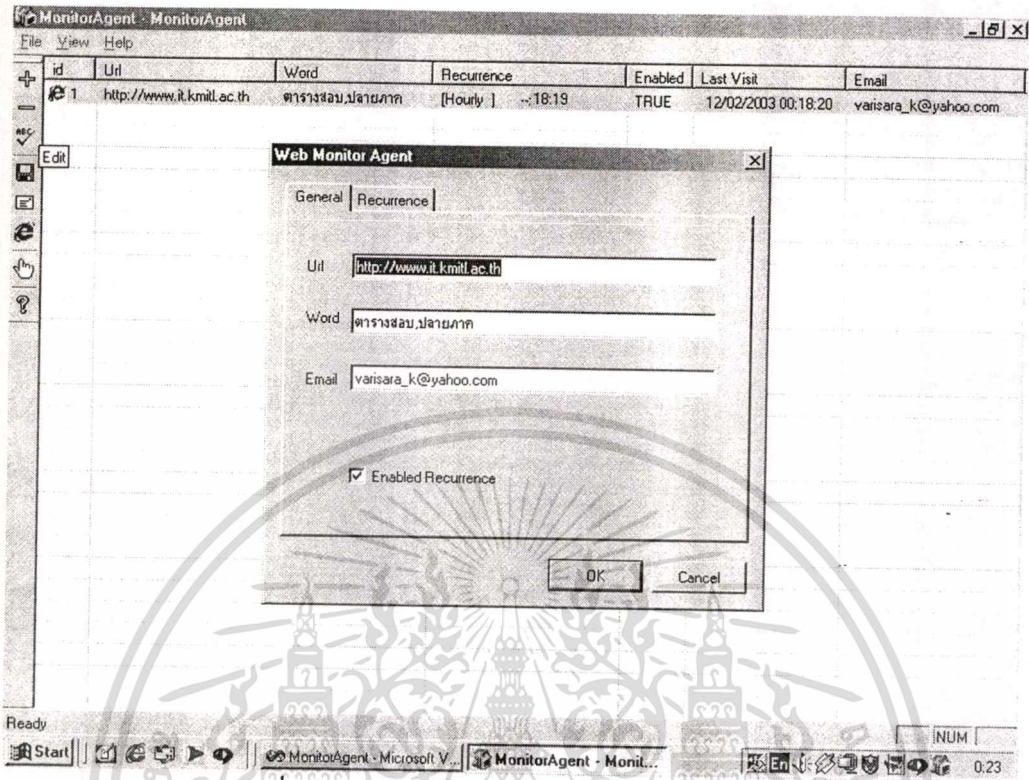 MonitorAgent - MonitorAgent
File View Help
id Url Word Recurrence Enabled Last Visit Email
1 http://www.it.kmitl.ac.th ตารางสอบ,ปลายภาค [Hourly ] --:18:19 TRUE 12/02/2003 00:18:20 varisara_k@yahoo.com
ABC
Edit
Web Monitor Agent
General Recurrence
Url http://www.it.kmitl.ac.th
Word ตารางสอบ,ปลายภาค
Email varisara_k@yahoo.com
Enabled Recurrence
OK Cancel
Ready
NUM
Start MonitorAgent - Microsoft V... MonitorAgent - Monit... En 0:23